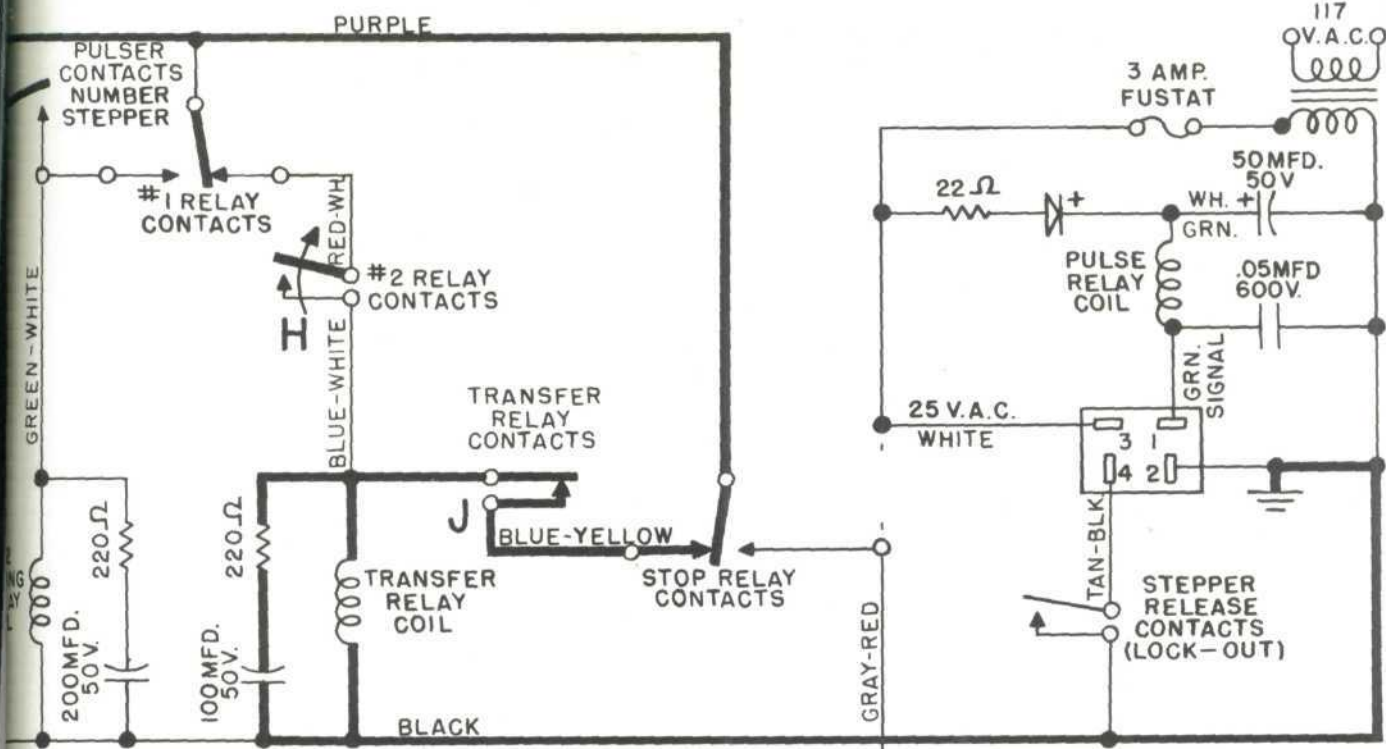 PURPLE
117
V.A.C.
PULSER
CONTACTS
NUMBER
STEPPER
3 AMP.
FUSTAT
#1 RELAY
CONTACTS
RED-WH.
22 Ω
+
WH. +
GRN.
50 MFD.
50V
#2 RELAY
CONTACTS
H
PULSE
RELAY
COIL
.05MFD
600V.
GREEN-WHITE
BLUE-WHITE
TRANSFER
RELAY
CONTACTS
25 V.A.C.
WHITE
GRN.
SIGNAL
3 1
4 2
J
BLUE-YELLOW
220Ω
220Ω
TRANSFER
RELAY
COIL
STOP RELAY
CONTACTS
TAN-BLK.
STEPPER
RELEASE
CONTACTS
(LOCK-OUT)
200MFD.
50V.
100MFD.
50V.
GRAY-RED
BLACK